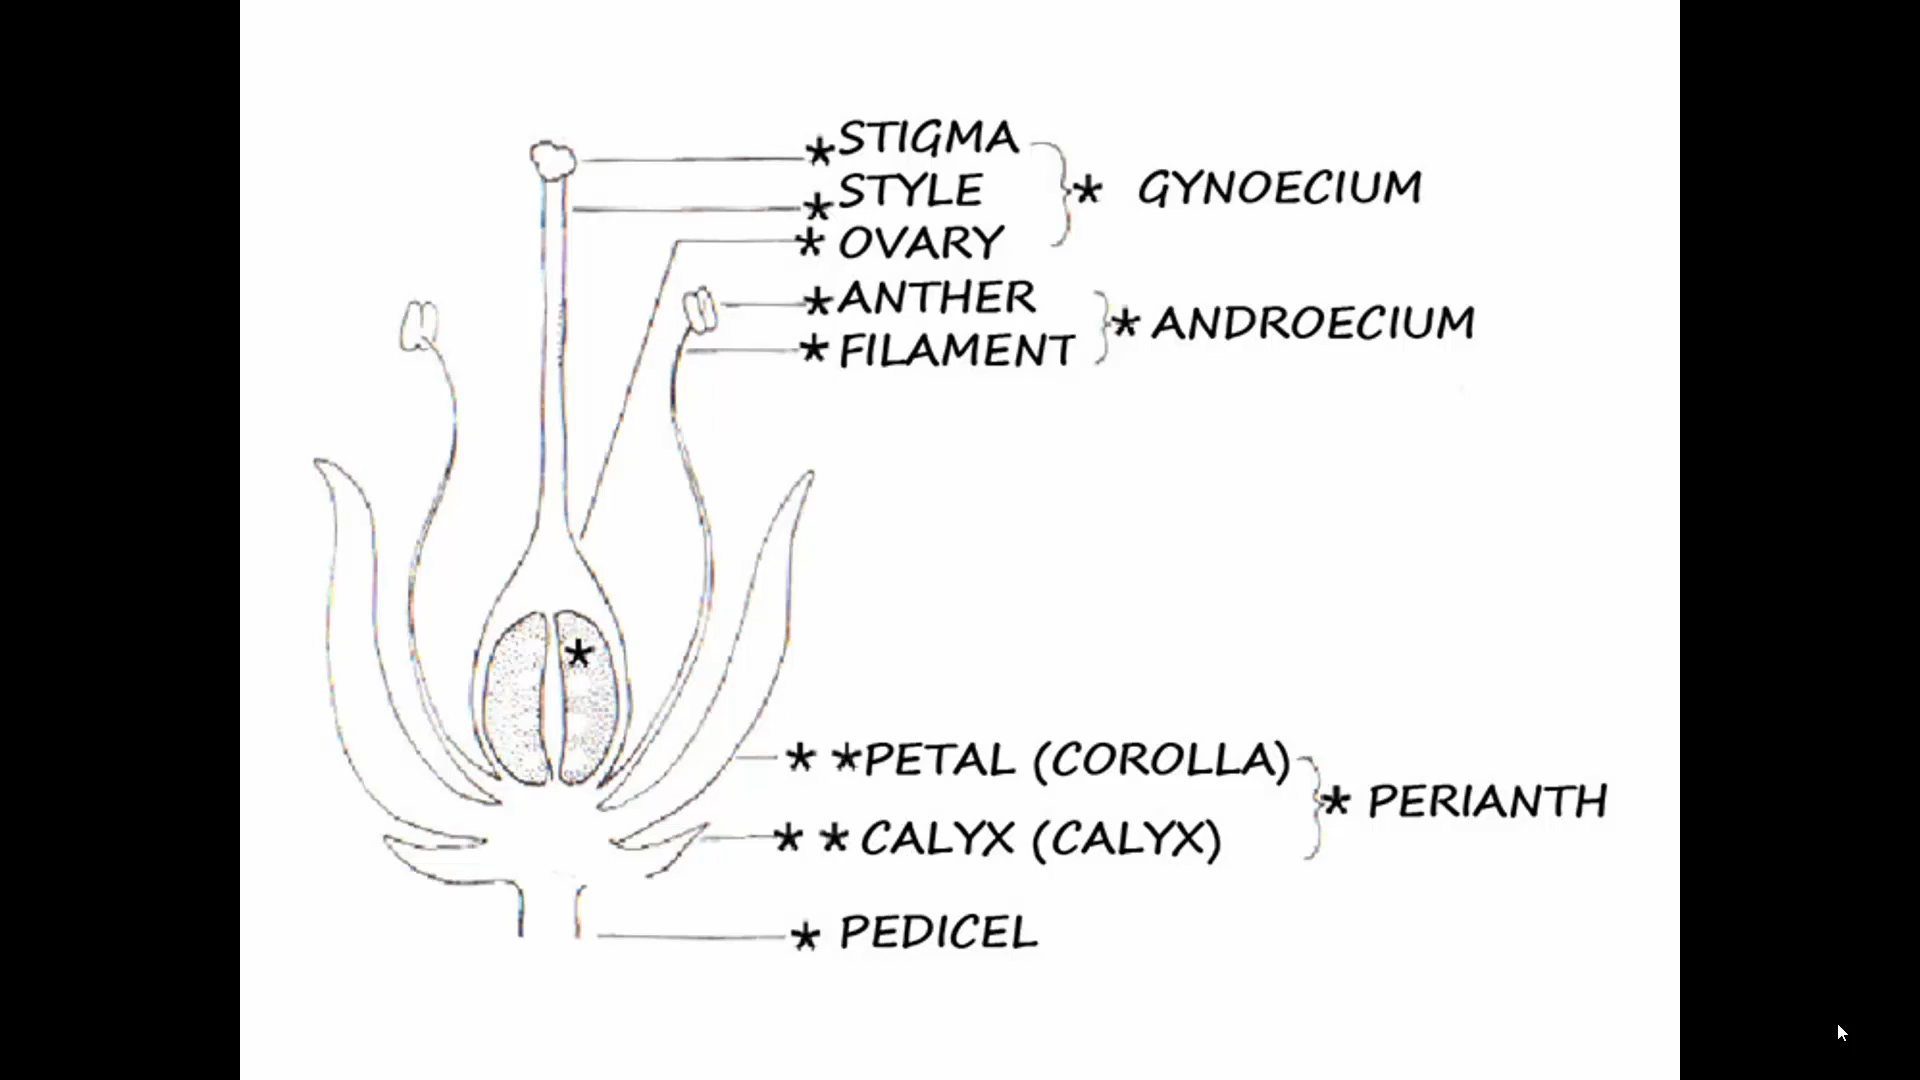 *STIGMA
*STYLE
* GYNOECIUM
* OVARY
*ANTHER
* ANDROECIUM
* FILAMENT
*
* *PETAL (COROLLA)
* PERIANTH
* * CALYX (CALYX)
* PEDICEL